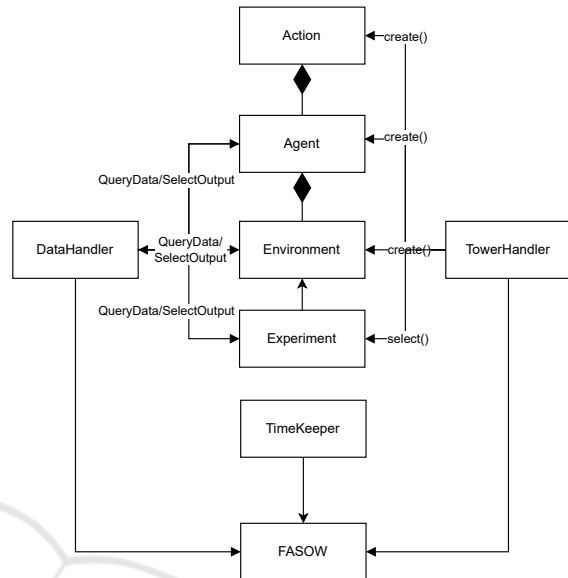 Action
create()
Agent
create()
QueryData/SelectOutput
DataHandler
QueryData/
SelectOutput
Environment
create()
TowerHandler
QueryData/SelectOutput
Experiment
select()
TimeKeeper
FASOW